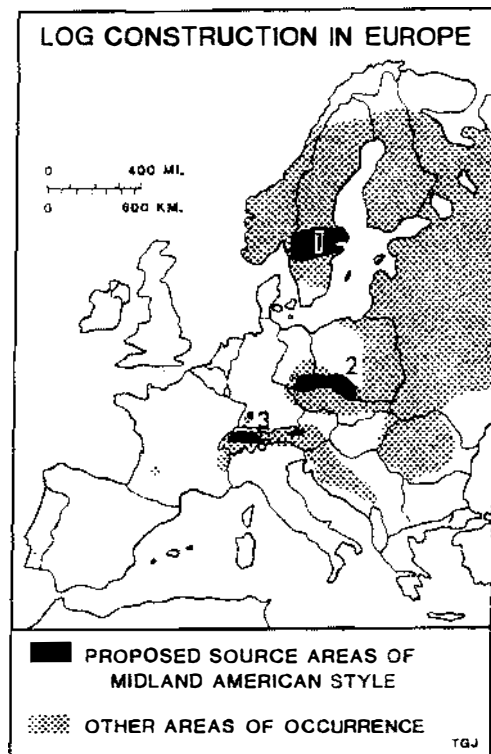 LOG CONSTRUCTION IN EUROPE
0 400 MI.
0 600 KM.
1
2
3
PROPOSED SOURCE AREAS OF
MIDLAND AMERICAN STYLE
OTHER AREAS OF OCCURRENCE
TGJ